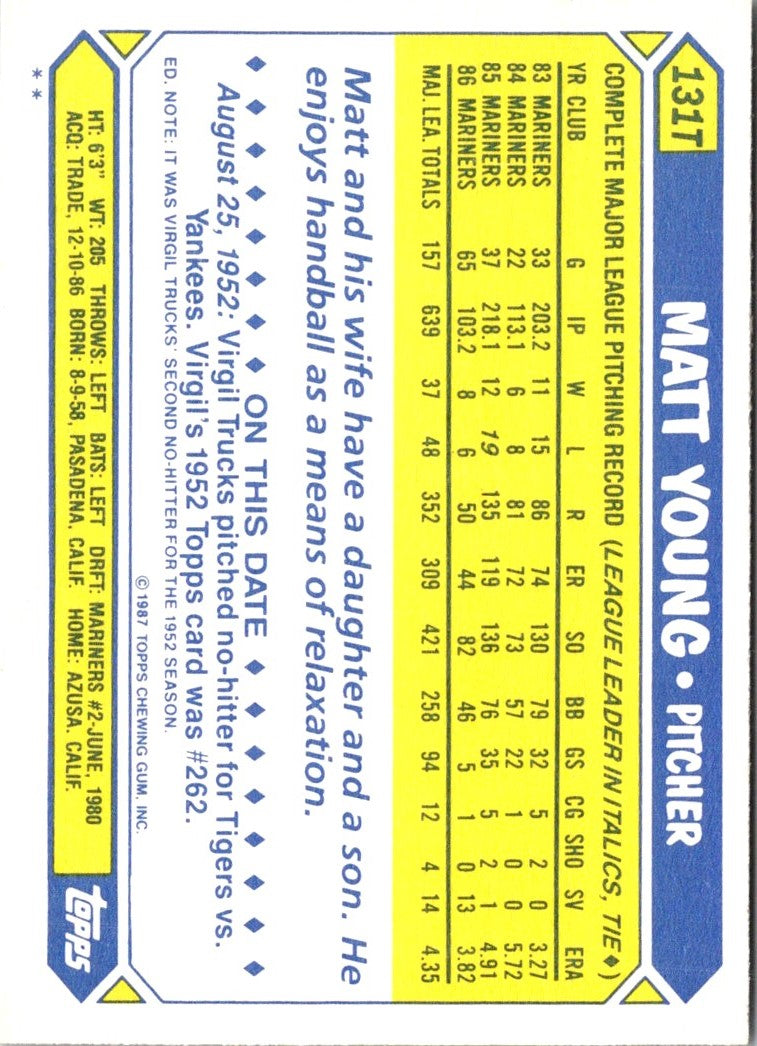 131T
MATT YOUNG • PITCHER
COMPLETE MAJOR LEAGUE PITCHING RECORD (LEAGUE LEADER IN ITALICS, TIE ♦)
YR CLUB G IP W L R ER SO BB GS CG SHO SV ERA
83 MARINERS 33 203.2 11 15 86 74 130 79 32 5 2 0 3.27
84 MARINERS 22 113.1 6 8 81 72 73 57 22 1 0 0 5.72
85 MARINERS 37 218.1 12 19 135 119 136 76 35 5 2 1 4.91
86 MARINERS 65 103.2 8 6 50 44 82 46 5 1 0 13 3.82
MAJ. LEA. TOTALS 157 639 37 48 352 309 421 258 94 12 4 14 4.35
Matt and his wife have a daughter and a son. He
enjoys handball as a means of relaxation.
♦ ♦ ♦ ♦ ♦ ♦ ON THIS DATE ♦ ♦ ♦ ♦ ♦ ♦ ♦ ♦
August 25, 1952: Virgil Trucks pitched no-hitter for Tigers vs.
Yankees. Virgil's 1952 Topps card was #262.
ED. NOTE: IT WAS VIRGIL TRUCKS' SECOND NO-HITTER FOR THE 1952 SEASON.
©1987 TOPPS CHEWING GUM, INC.
HT: 6'3" WT: 205 THROWS: LEFT BATS: LEFT DRFT: MARINERS #2-JUNE, 1980
ACQ: TRADE, 12-10-86 BORN: 8-9-58, PASADENA, CALIF. HOME: AZUSA, CALIF.
topps
**